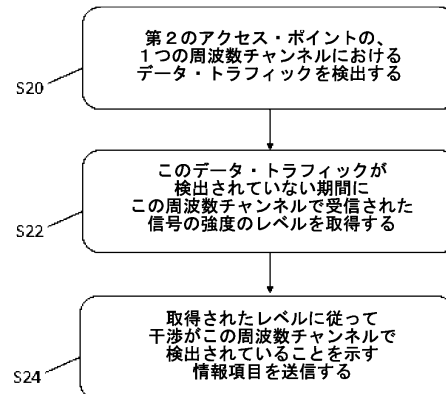 第２のアクセス・ポイントの、
１つの周波数チャンネルにおける
データ・トラフィックを検出する
S20
このデータ・トラフィックが
検出されていない期間に
この周波数チャンネルで受信された
信号の強度のレベルを取得する
S22
取得されたレベルに従って
干渉がこの周波数チャンネルで
検出されていることを示す
情報項目を送信する
S24